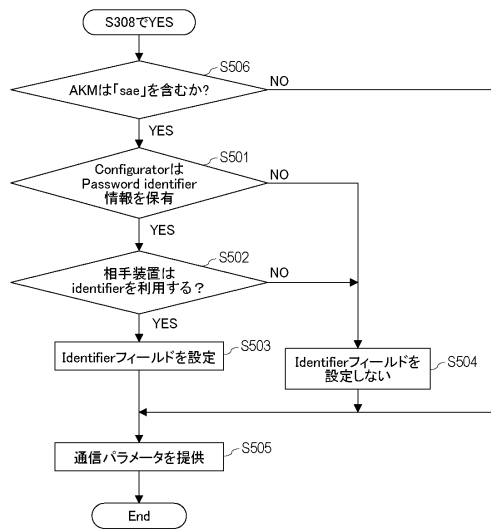 S308でYES
AKMは「sae」を含むか?
S506
NO
YES
Configuratorは
Password identifier
情報を保有
S501
NO
YES
相手装置は
identifierを利用する？
S502
NO
YES
Identifierフィールドを設定
S503
Identifierフィールドを
設定しない
S504
通信パラメータを提供
S505
End